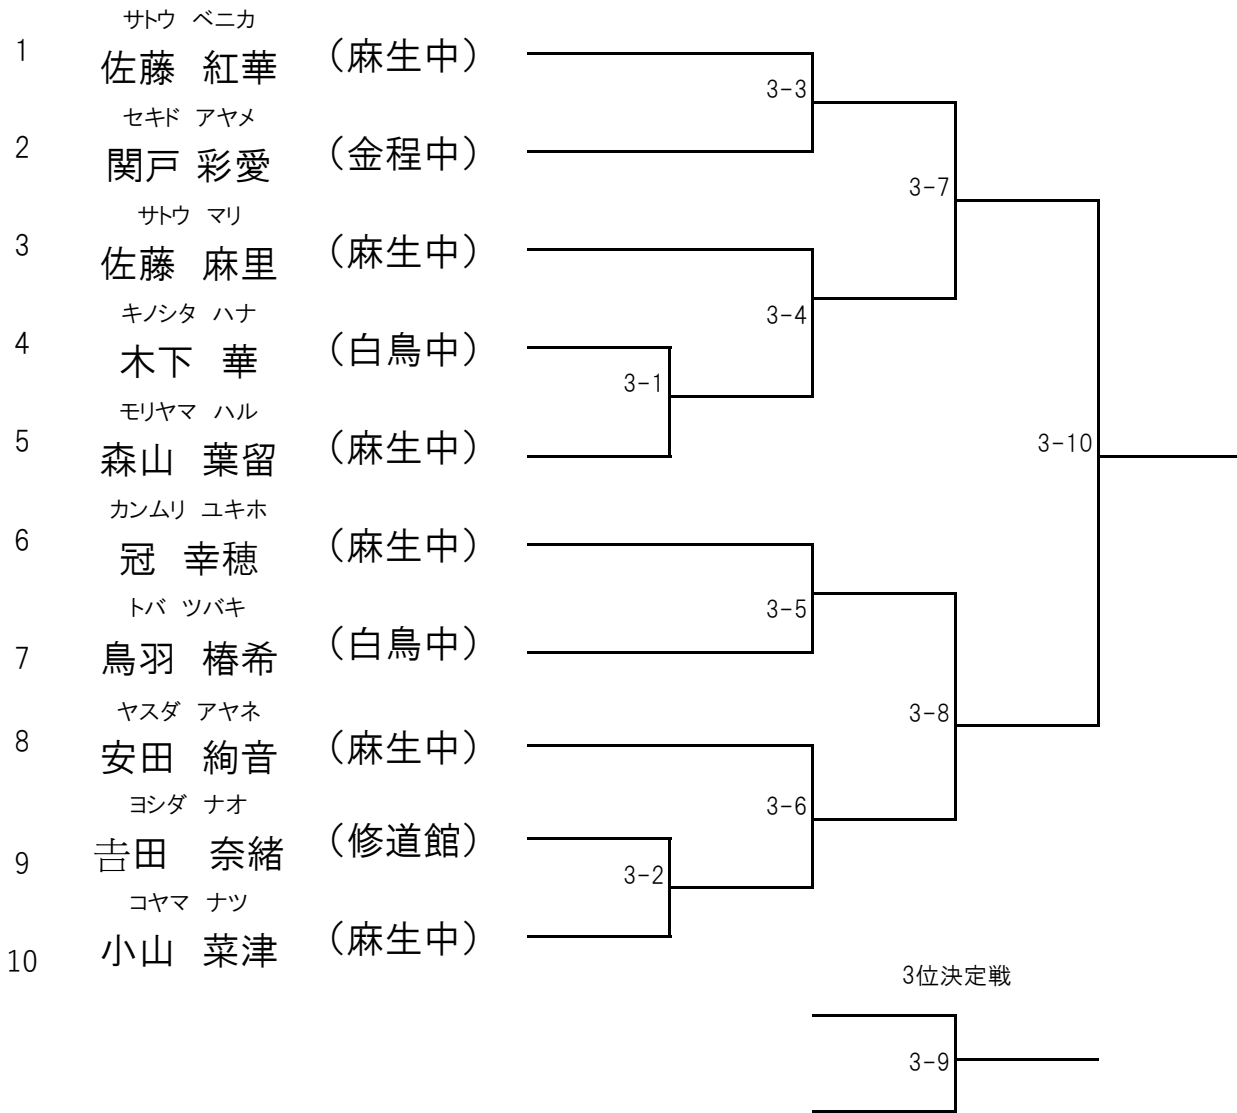 サトウ ベニカ
1 佐藤 紅華 （麻生中）
3-3
セキド アヤメ
2 関戸 彩愛 （金程中）
3-7
サトウ マリ
3 佐藤 麻里 （麻生中）
キノシタ ハナ
3-4
4 木下 華 （白鳥中）
3-1
モリヤマ ハル
5 森山 葉留 （麻生中）
3-10
カンムリ ユキホ
6 冠 幸穂 （麻生中）
トバ ツバキ
3-5
7 鳥羽 椿希 （白鳥中）
ヤスダ アヤネ
3-8
8 安田 絢音 （麻生中）
ヨシダ ナオ
3-6
9 𠮷田 奈緒 （修道館）
3-2
コヤマ ナツ
10 小山 菜津 （麻生中）
3位決定戦
3-9